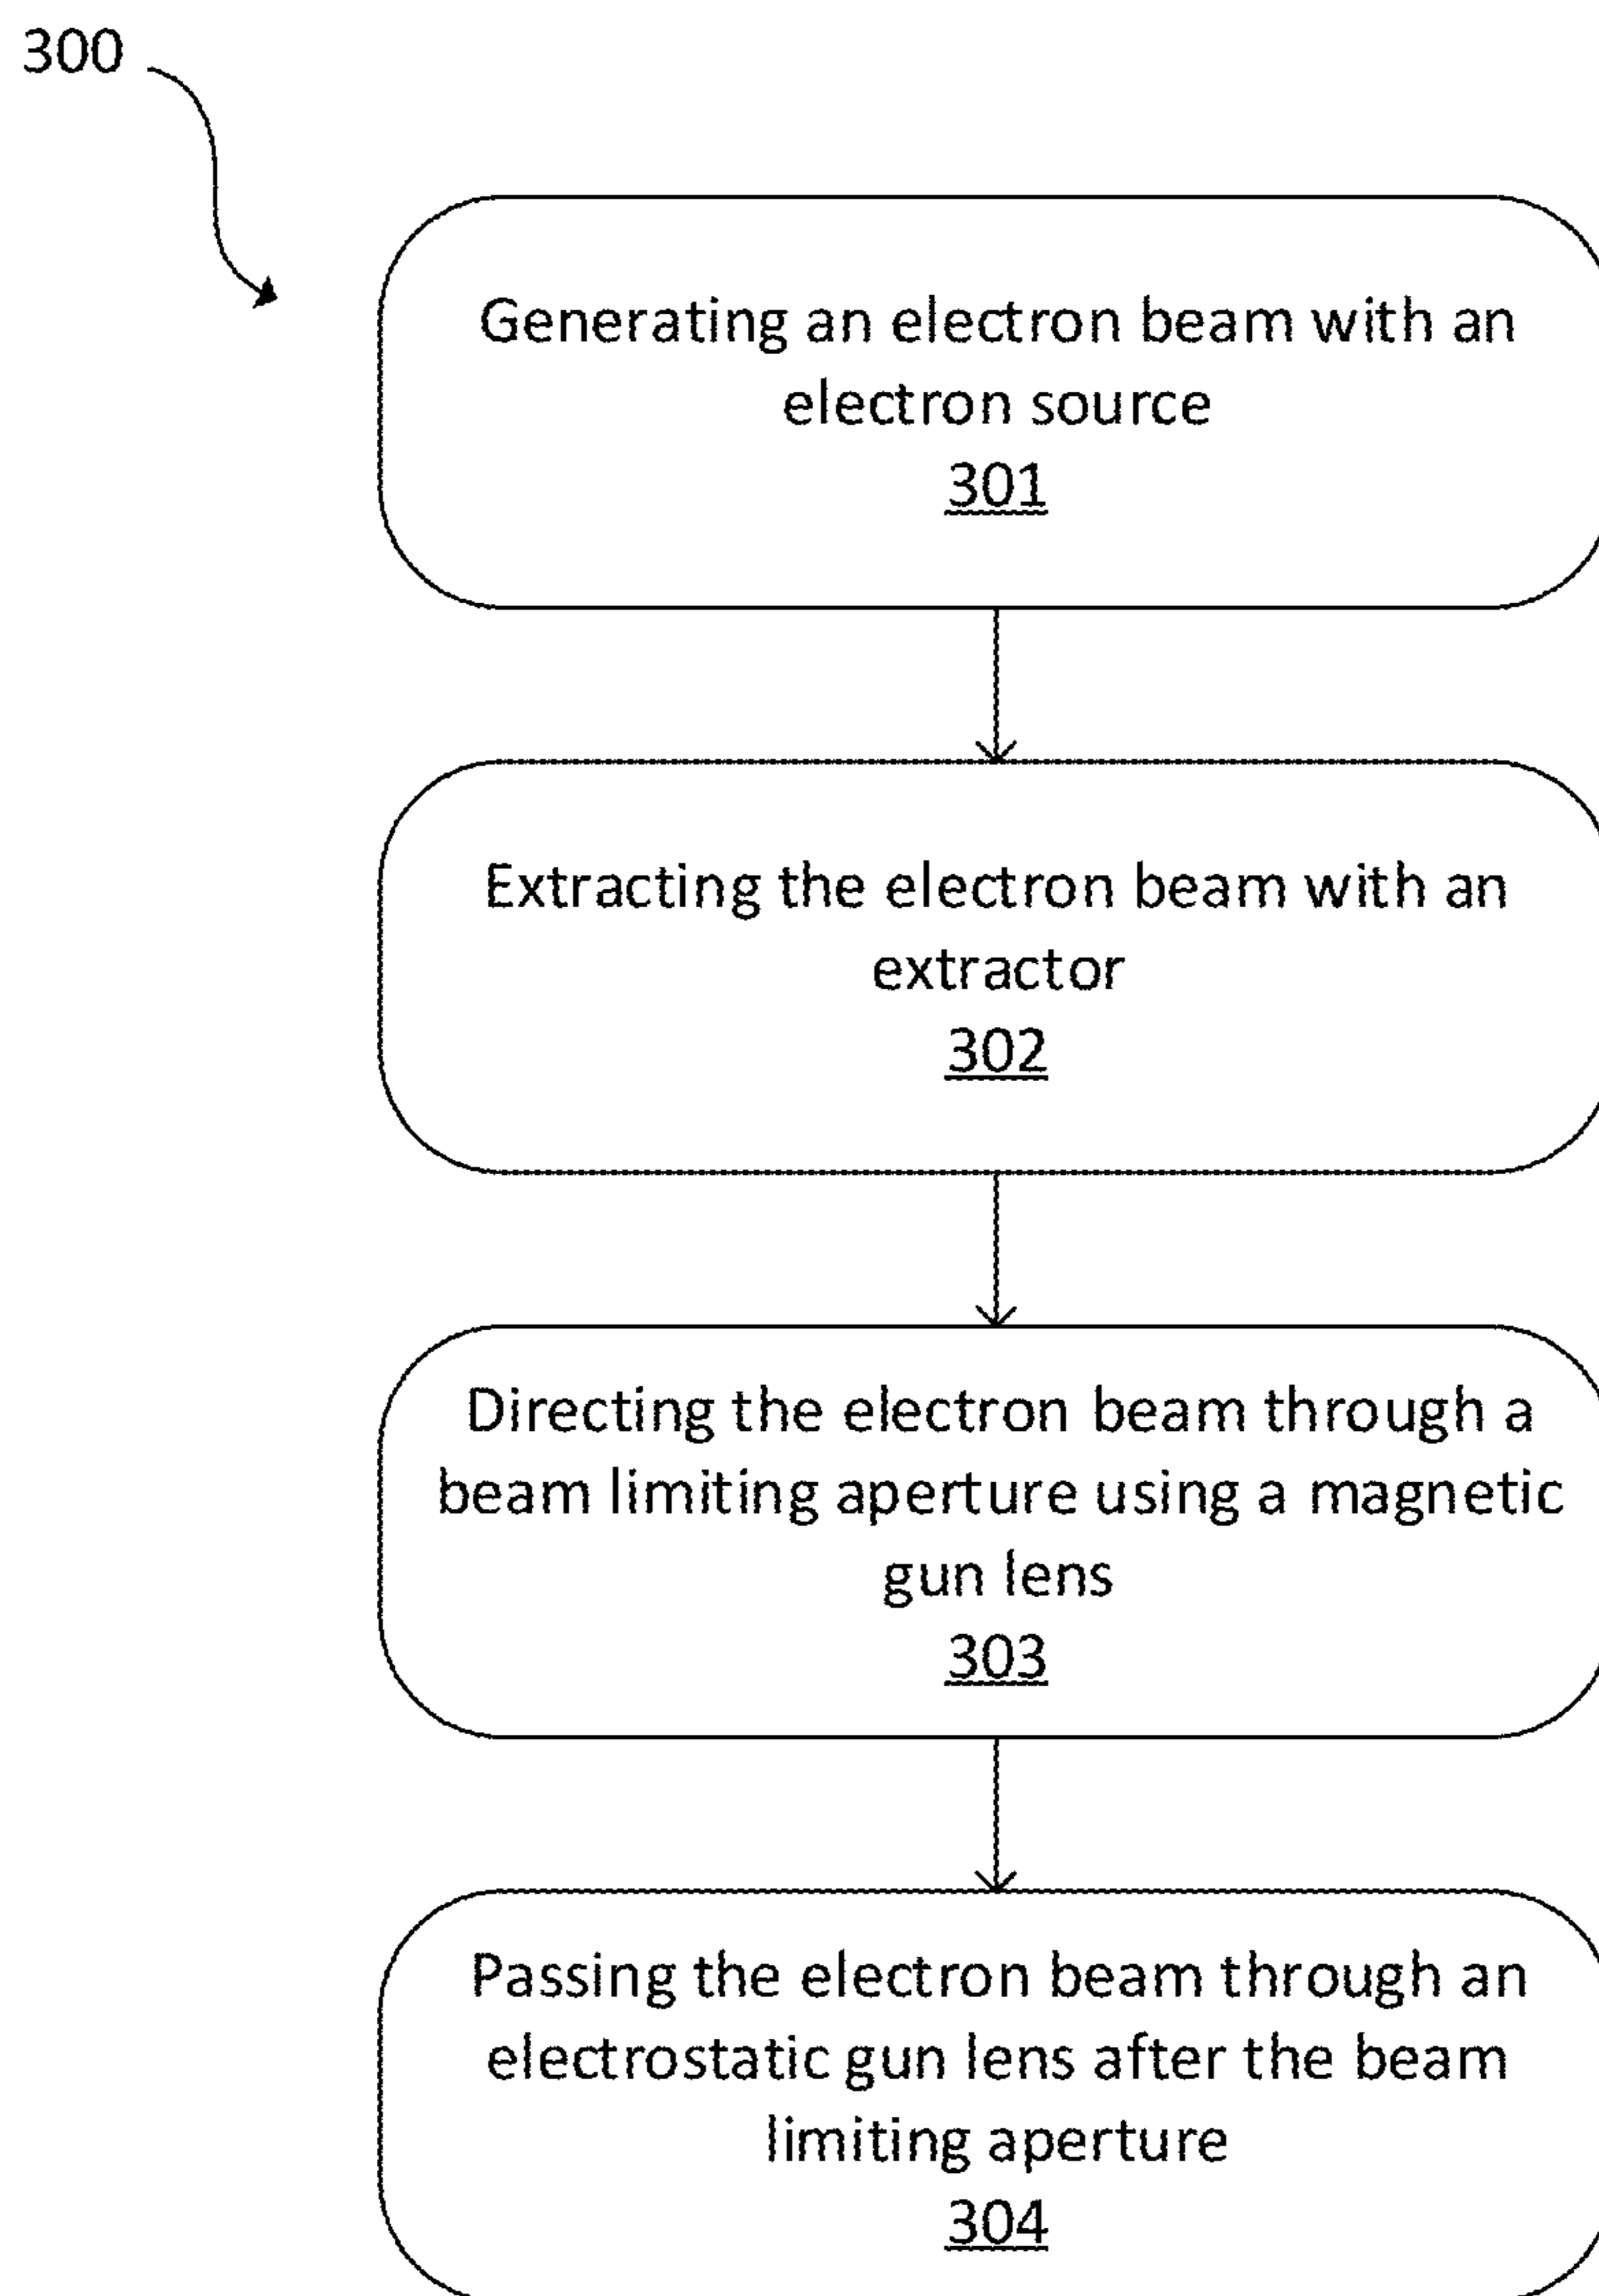 300
Generating an electron beam with an
electron source
301
Extracting the electron beam with an
extractor
302
Directing the electron beam through a
beam limiting aperture using a magnetic
gun lens
303
Passing the electron beam through an
electrostatic gun lens after the beam
limiting aperture
304